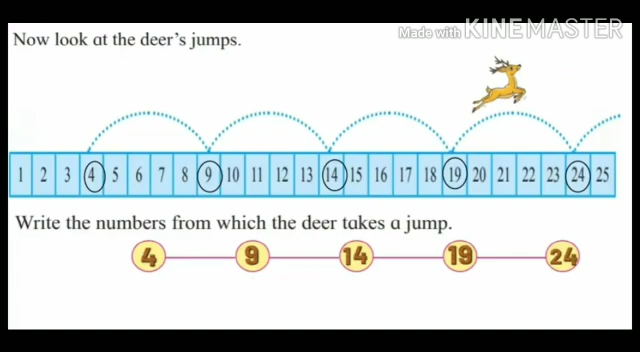 Made with KINEMASTER
Now look at the deer's jumps.
1 2 3 4 5 6 7 8 9 10 11 12 13 14 15 16 17 18 19 20 21 22 23 24 25
Write the numbers from which the deer takes a jump.
4 9 14 19 24